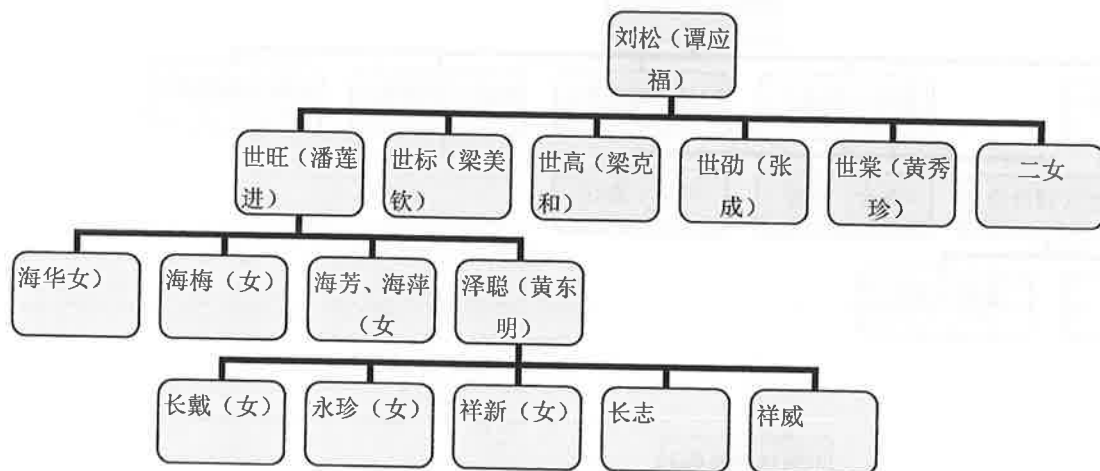 刘松（谭应
福）
世旺（潘莲
进）
世标（梁美
钦）
世高（梁克
和）
世劭（张
成）
世棠（黄秀
珍）
二女
海华女）
海梅（女）
海芳、海萍
（女
泽聪（黄东
明）
长戴（女）
永珍（女）
祥新（女）
长志
祥威